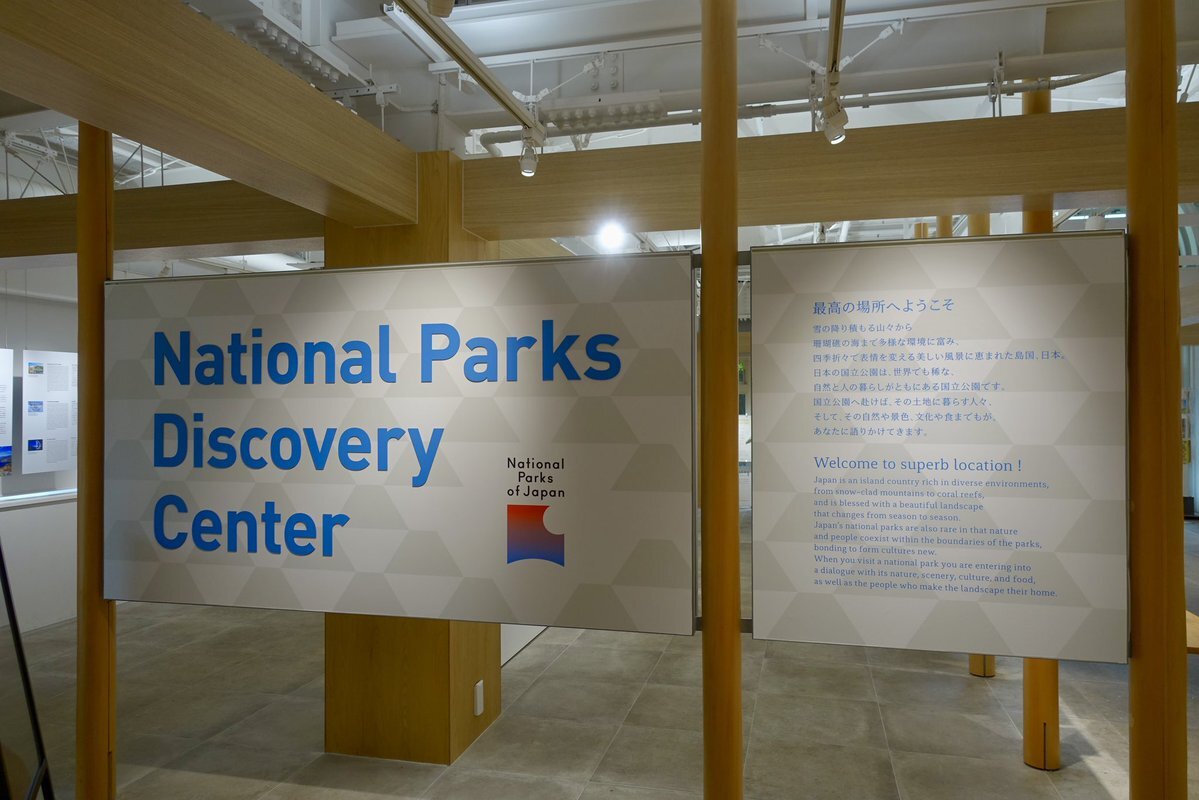 National Parks
Discovery
Center
National
Parks
of Japan
最高の場所へようこそ
雪の降り積もる山々から
珊瑚礁の海まで多様な環境に富み、
四季折々で表情を変える美しい風景に恵まれた島国、日本。
日本の国立公園は、世界でも稀な、
自然と人の暮らしがともにある国立公園です。
国立公園へ赴けば、その土地に暮らす人々、
そして、その自然や景色、文化や食までもが、
あなたに語りかけてきます。
Welcome to superb location !
Japan is an island country rich in diverse environments,
from snow-clad mountains to coral reefs,
and is blessed with a beautiful landscape
that changes from season to season.
Japan's national parks are also rare in that nature
and people coexist within the boundaries of the parks,
bonding to form cultures new.
When you visit a national park you are entering into
a dialogue with its nature, scenery, culture, and food,
as well as the people who make the landscape their home.